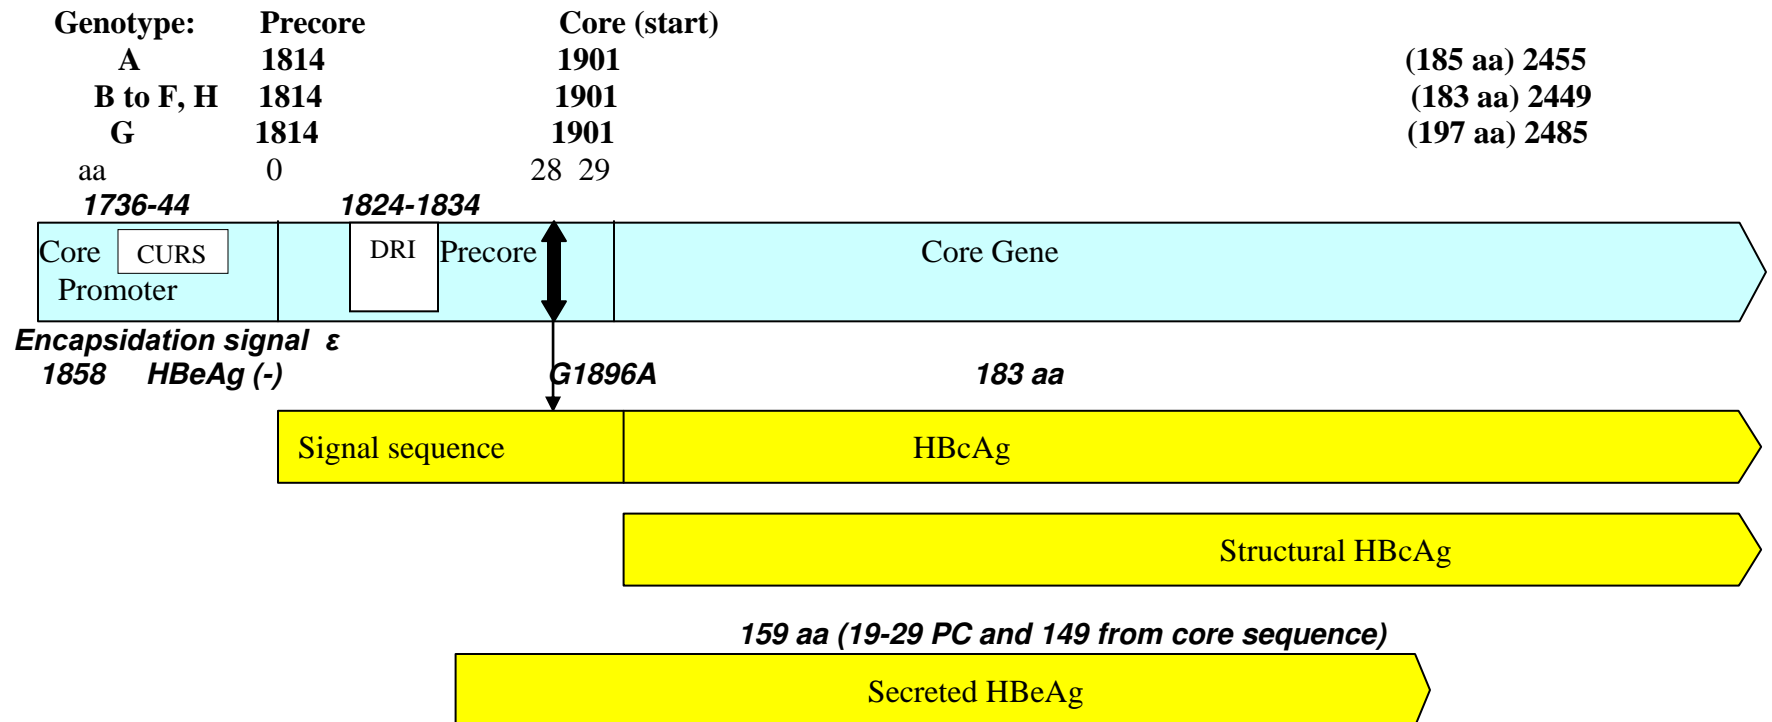 Genotype: Precore Core (start)
A 1814 1901 (185 aa) 2455
B to F, H 1814 1901 (183 aa) 2449
G 1814 1901 (197 aa) 2485
aa 0 28 29
1736-44 1824-1834
Core CURS DRI Precore Core Gene
Promoter
Encapsidation signal ε
1858 HBeAg (-) G1896A 183 aa
Signal sequence HBcAg
Structural HBcAg
159 aa (19-29 PC and 149 from core sequence)
Secreted HBeAg